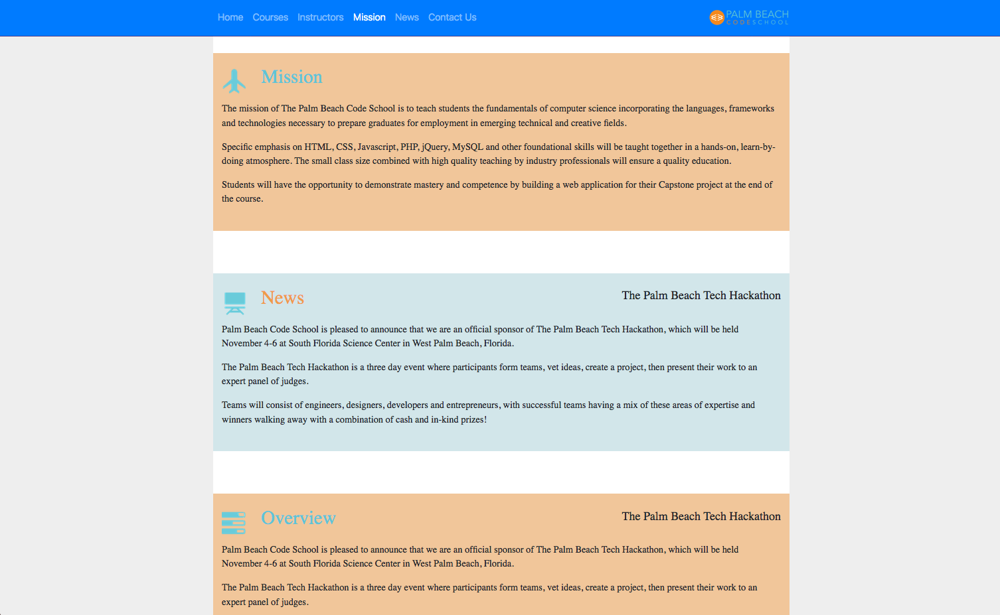 Home Courses Instructors Mission News Contact Us
PALM BEACH
CODESCHOOL
Mission
The mission of The Palm Beach Code School is to teach students the fundamentals of computer science incorporating the languages, frameworks
and technologies necessary to prepare graduates for employment in emerging technical and creative fields.
Specific emphasis on HTML, CSS, Javascript, PHP, jQuery, MySQL and other foundational skills will be taught together in a hands-on, learn-by-
doing atmosphere. The small class size combined with high quality teaching by industry professionals will ensure a quality education.
Students will have the opportunity to demonstrate mastery and competence by building a web application for their Capstone project at the end of
the course.
News
The Palm Beach Tech Hackathon
Palm Beach Code School is pleased to announce that we are an official sponsor of The Palm Beach Tech Hackathon, which will be held
November 4-6 at South Florida Science Center in West Palm Beach, Florida.
The Palm Beach Tech Hackathon is a three day event where participants form teams, vet ideas, create a project, then present their work to an
expert panel of judges.
Teams will consist of engineers, designers, developers and entrepreneurs, with successful teams having a mix of these areas of expertise and
winners walking away with a combination of cash and in-kind prizes!
Overview
The Palm Beach Tech Hackathon
Palm Beach Code School is pleased to announce that we are an official sponsor of The Palm Beach Tech Hackathon, which will be held
November 4-6 at South Florida Science Center in West Palm Beach, Florida.
The Palm Beach Tech Hackathon is a three day event where participants form teams, vet ideas, create a project, then present their work to an
expert panel of judges.